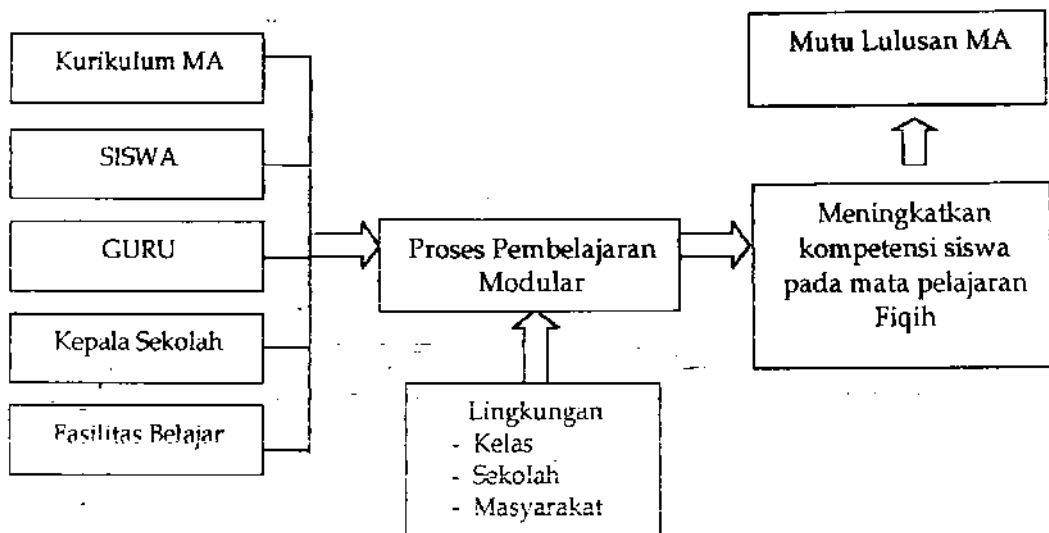 Kurikulum MA
SISWA
GURU
Kepala Sekolah
Fasilitas Belajar
Proses Pembelajaran
Modular
Lingkungan
- Kelas
- Sekolah
- Masyarakat
Meningkatkan
kompetensi siswa
pada mata pelajaran
Fiqih
Mutu Lulusan MA